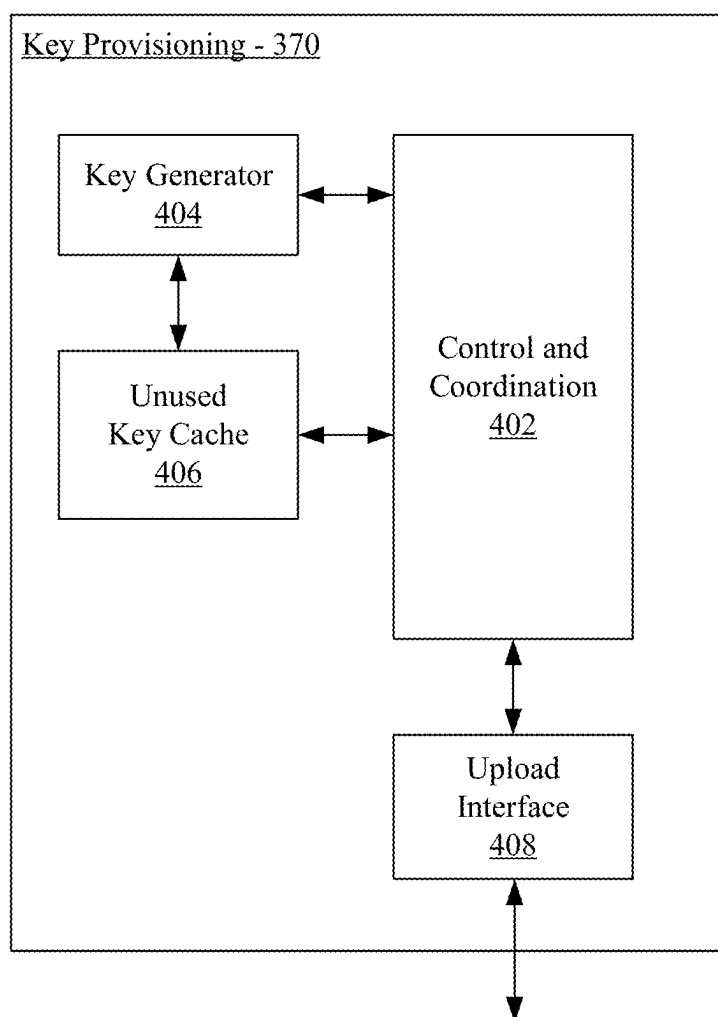 Key Provisioning - 370
Key Generator
404
Unused
Key Cache
406
Control and
Coordination
402
Upload
Interface
408